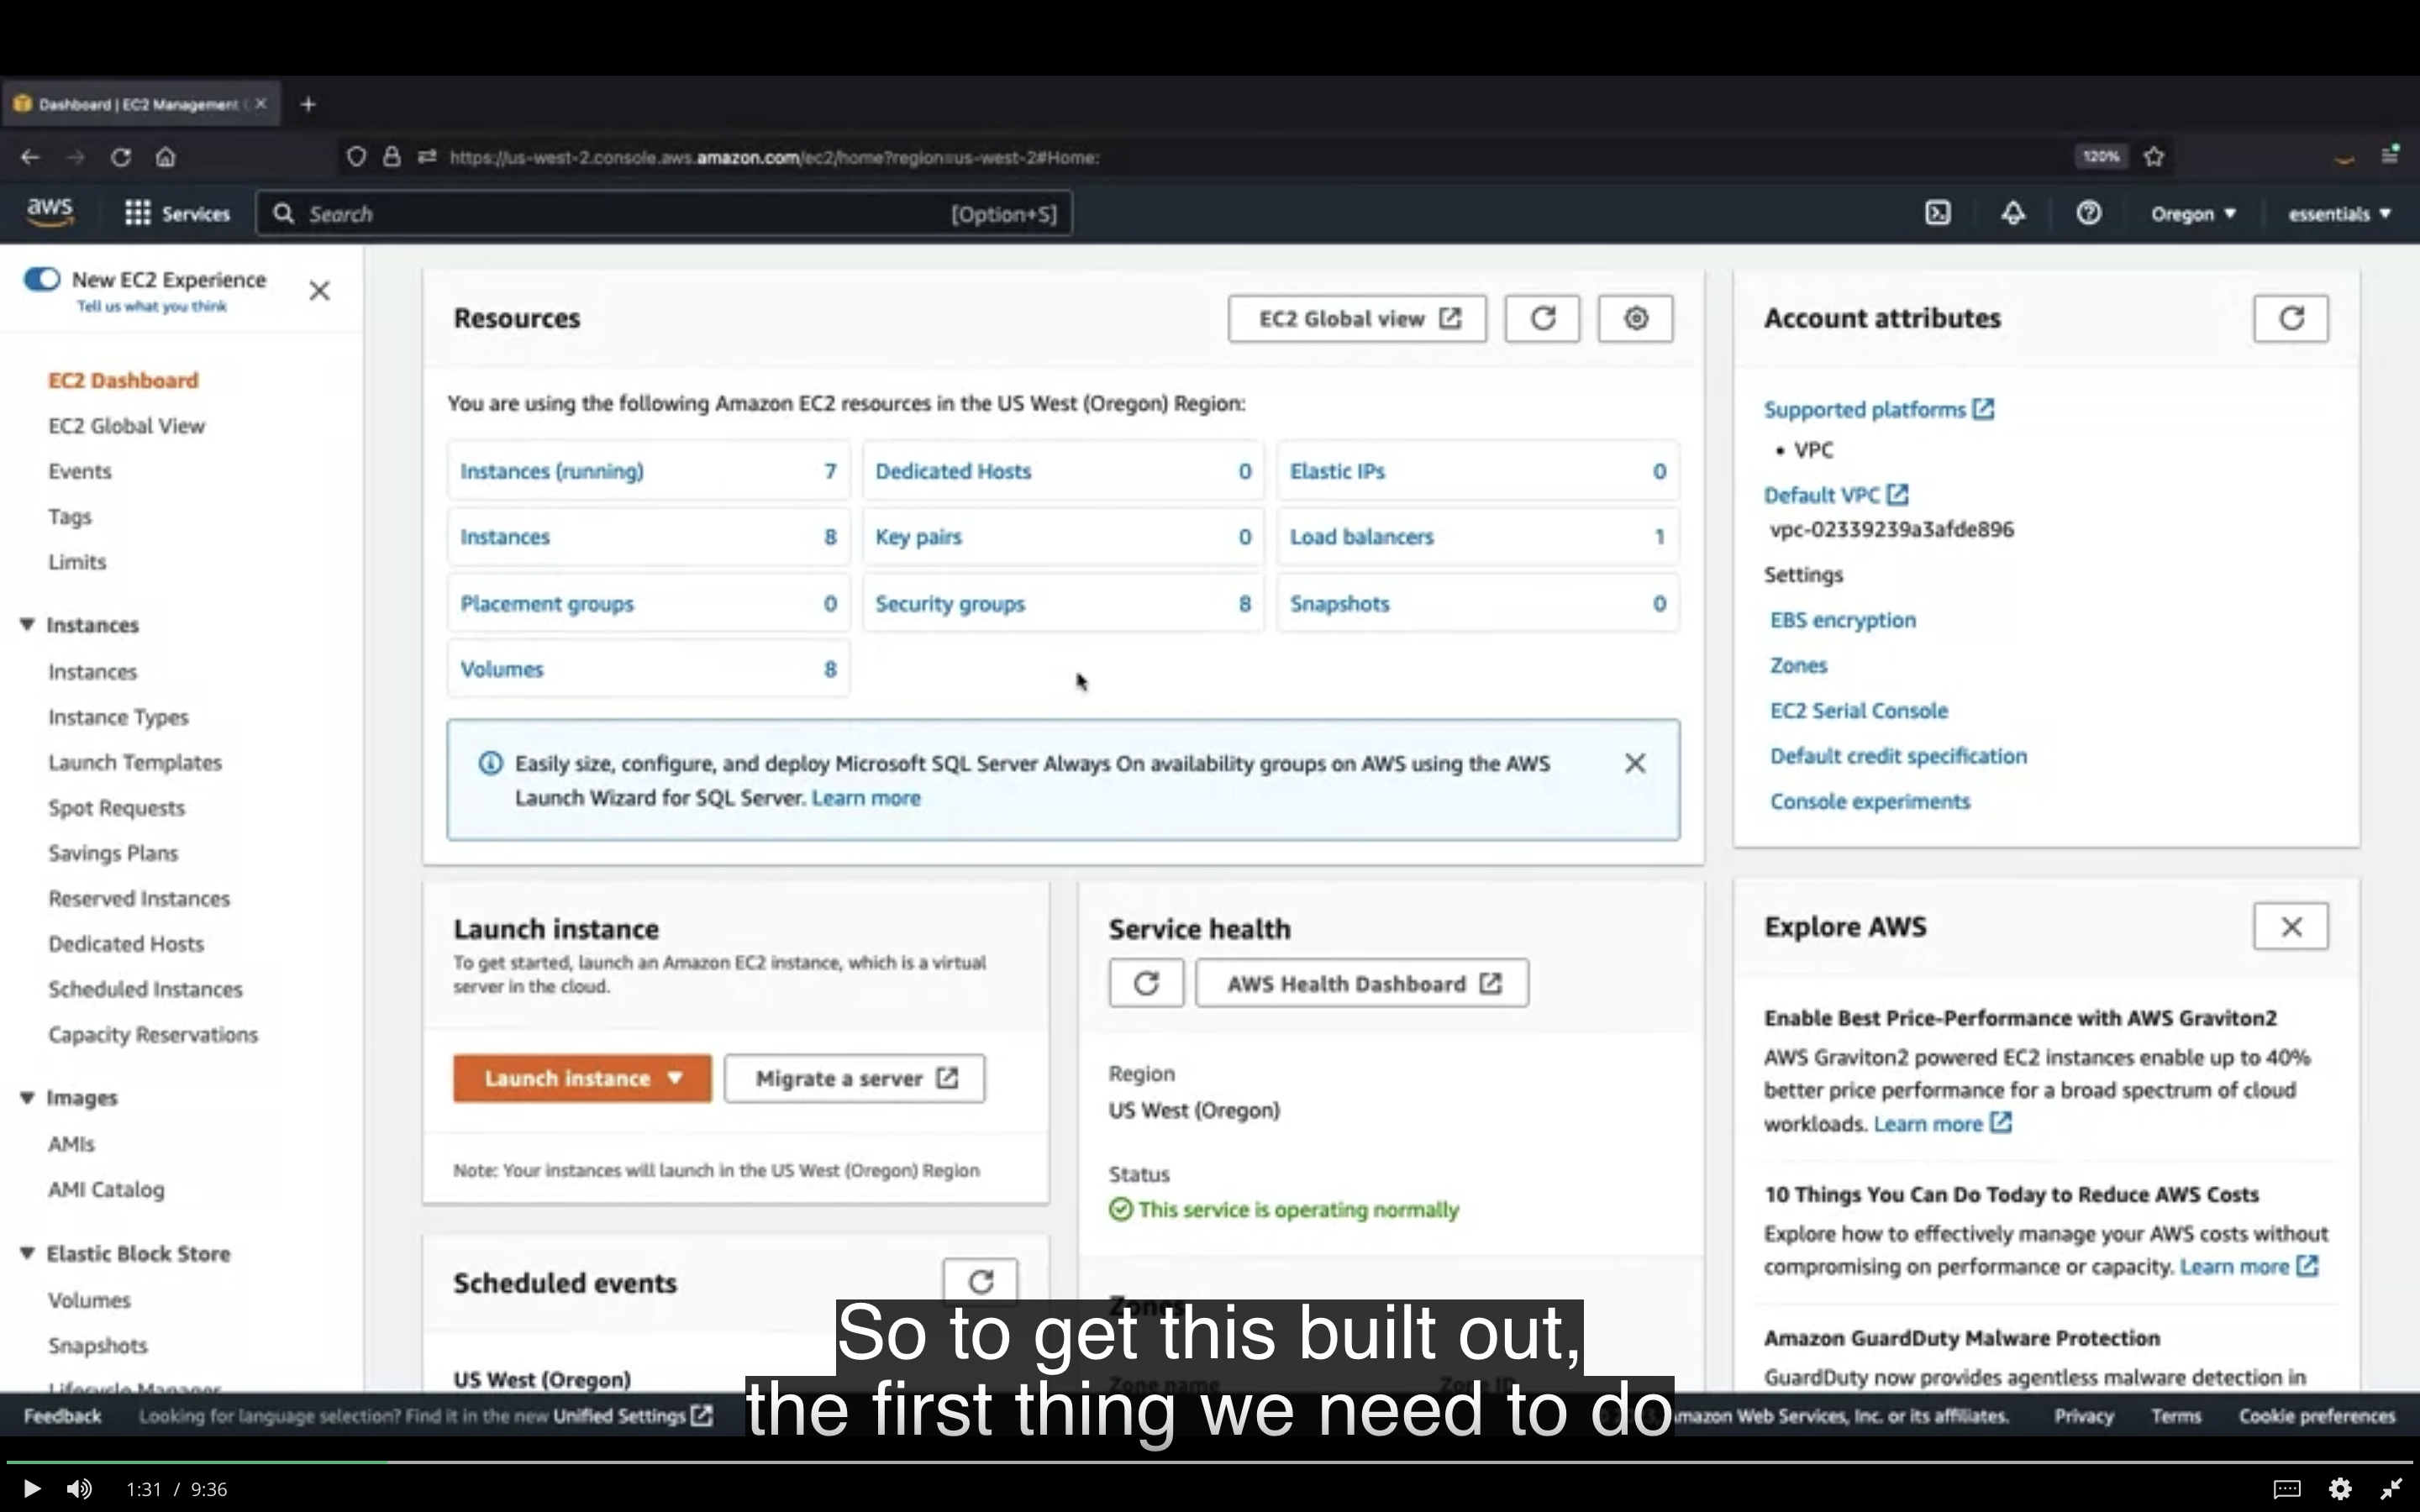 Dashboard | EC2 Management
https://us-west-2.console.aws.amazon.com/ec2/home?region=us-west-2#Home:
120%
aws
Services
Search
[Option+S]
Oregon
essentials
New EC2 Experience
Tell us what you think
EC2 Dashboard
EC2 Global View
Events
Tags
Limits
Instances
Instances
Instance Types
Launch Templates
Spot Requests
Savings Plans
Reserved Instances
Dedicated Hosts
Scheduled Instances
Capacity Reservations
Images
AMIs
AMI Catalog
Elastic Block Store
Volumes
Snapshots
Lifecycle Manager
Resources
EC2 Global view
You are using the following Amazon EC2 resources in the US West (Oregon) Region:
Instances (running) 7
Dedicated Hosts 0
Elastic IPs 0
Instances 8
Key pairs 0
Load balancers 1
Placement groups 0
Security groups 8
Snapshots 0
Volumes 8
Easily size, configure, and deploy Microsoft SQL Server Always On availability groups on AWS using the AWS
Launch Wizard for SQL Server. Learn more
Launch instance
To get started, launch an Amazon EC2 instance, which is a virtual
server in the cloud.
Launch instance
Migrate a server
Note: Your instances will launch in the US West (Oregon) Region
Scheduled events
US West (Oregon)
Service health
AWS Health Dashboard
Region
US West (Oregon)
Status
This service is operating normally
Zones
Zone name
Zone ID
Account attributes
Supported platforms
• VPC
Default VPC
vpc-02339239a3afde896
Settings
EBS encryption
Zones
EC2 Serial Console
Default credit specification
Console experiments
Explore AWS
Enable Best Price-Performance with AWS Graviton2
AWS Graviton2 powered EC2 instances enable up to 40%
better price performance for a broad spectrum of cloud
workloads. Learn more
10 Things You Can Do Today to Reduce AWS Costs
Explore how to effectively manage your AWS costs without
compromising on performance or capacity. Learn more
Amazon GuardDuty Malware Protection
GuardDuty now provides agentless malware detection in
So to get this built out,
the first thing we need to do
Feedback
Looking for language selection? Find it in the new Unified Settings
Web Services, Inc. or its affiliates.
Privacy
Terms
Cookie preferences
1:31 / 9:36